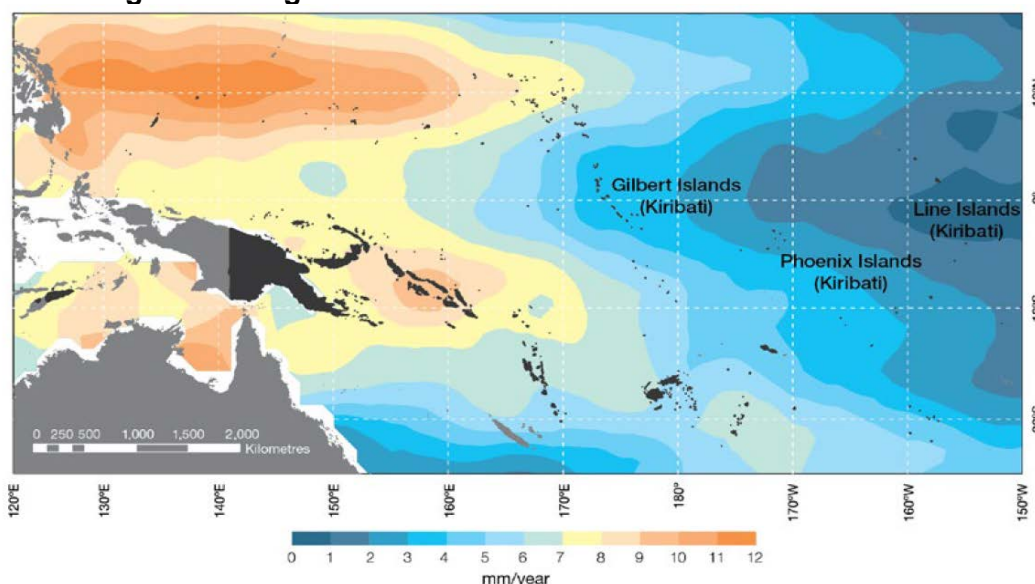 Gilbert Islands
(Kiribati)
Line Islands
(Kiribati)
Phoenix Islands
(Kiribati)
0 250 500 1,000 1,500 2,000
Kilometres
120°E 130°E 140°E 150°E 160°E 170°E 180° 170°W 160°W 150°W
0 1 2 3 4 5 6 7 8 9 10 11 12
mm/year